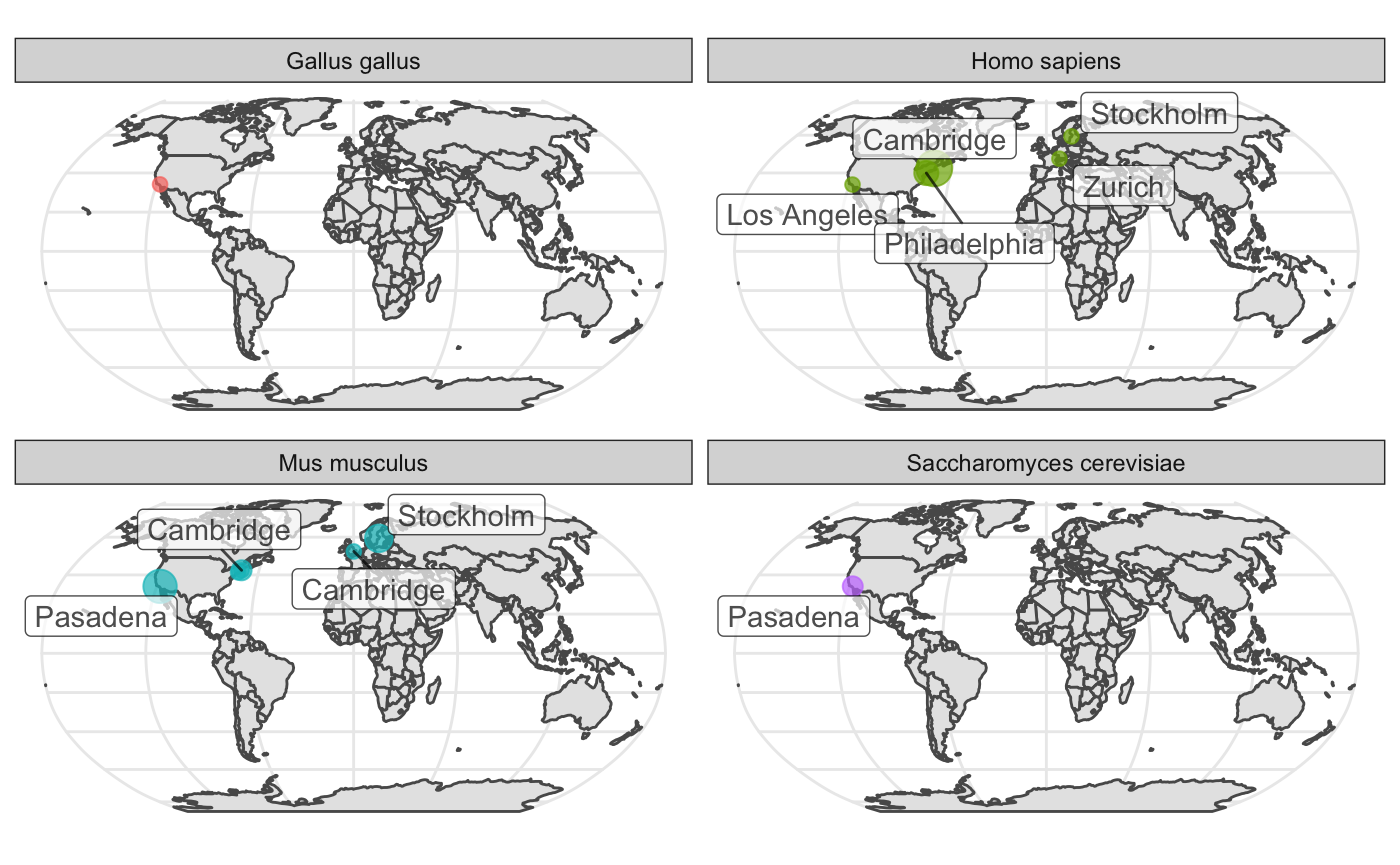 Gallus gallus
Homo sapiens
Stockholm
Cambridge
Zurich
Los Angeles
Philadelphia
Mus musculus
Saccharomyces cerevisiae
Stockholm
Cambridge
Cambridge
Pasadena
Pasadena